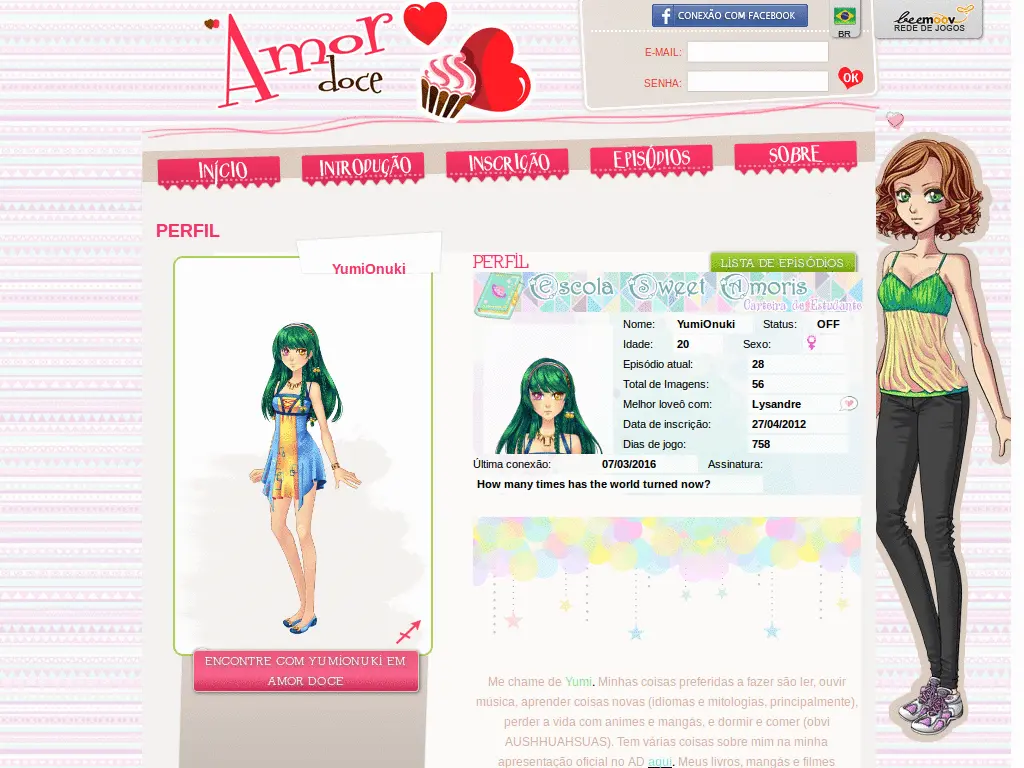 Amor
doce
CONEXÃO COM FACEBOOK
BR
beemoov
REDE DE JOGOS
E-MAIL:
SENHA:
OK
INÍCIO
INTRODUÇÃO
INSCRIÇÃO
EPISÓDIOS
SOBRE
PERFIL
YumiOnuki
ENCONTRE COM YUMIONUKI EM
AMOR DOCE
PERFIL
LISTA DE EPISÓDIOS
Escola Sweet Amoris
Carteira de Estudante
Nome: YumiOnuki Status: OFF
Idade: 20 Sexo:
Episódio atual: 28
Total de Imagens: 56
Melhor loveô com: Lysandre
Data de inscrição: 27/04/2012
Dias de jogo: 758
Última conexão: 07/03/2016 Assinatura:
How many times has the world turned now?
Me chame de Yumi. Minhas coisas preferidas a fazer são ler, ouvir
música, aprender coisas novas (idiomas e mitologias, principalmente),
perder a vida com animes e mangás, e dormir e comer (obvi
AUSHHUAHSUAS). Tem várias coisas sobre mim na minha
apresentação oficial no AD aqui. Meus livros, mangás e filmes